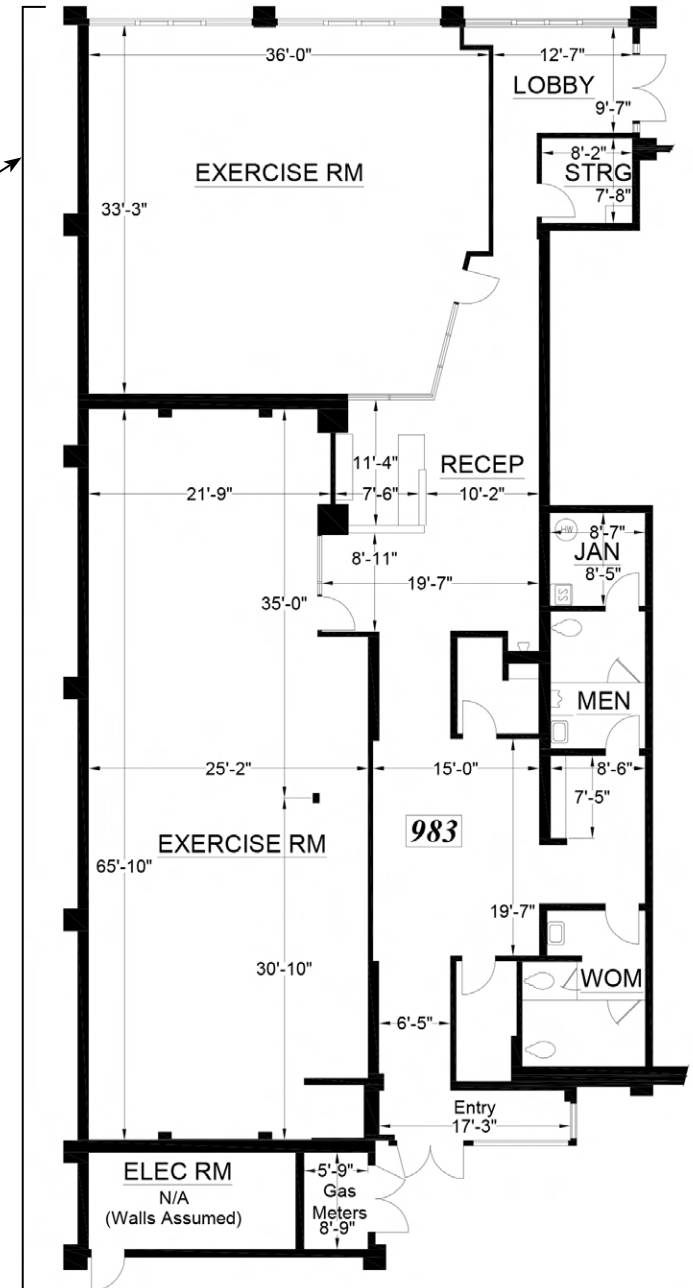 36'-0"
12'-7"
LOBBY
9'-7"
8'-2"
STRG
7'-8"
EXERCISE RM
33'-3"
11'-4"
RECEP
21'-9"
7'-6"
10'-2"
HW
8'-7"
JAN
8'-5"
SS
8'-11"
19'-7"
35'-0"
MEN
25'-2"
15'-0"
8'-6"
7'-5"
983
EXERCISE RM
65'-10"
19'-7"
30'-10"
WOM
6'-5"
Entry
17'-3"
ELEC RM
N/A
(Walls Assumed)
5'-9"
Gas
Meters
8'-9"